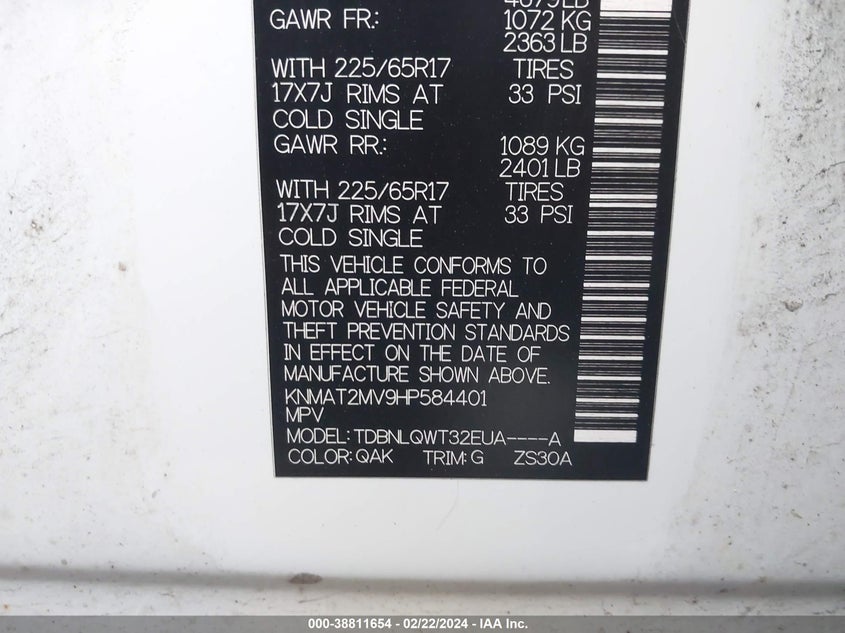 4679 LB
GAWR FR: 1072 KG
2363 LB
WITH 225/65R17 TIRES
17X7J RIMS AT 33 PSI
COLD SINGLE
GAWR RR: 1089 KG
2401 LB
WITH 225/65R17 TIRES
17X7J RIMS AT 33 PSI
COLD SINGLE
THIS VEHICLE CONFORMS TO
ALL APPLICABLE FEDERAL
MOTOR VEHICLE SAFETY AND
THEFT PREVENTION STANDARDS
IN EFFECT ON THE DATE OF
MANUFACTURE SHOWN ABOVE.
KNMAT2MV9HP584401
MPV
MODEL: TDBNLQWT32EUA----A
COLOR: QAK TRIM: G ZS30A
000-38811654 - 02/22/2024 - IAA Inc.